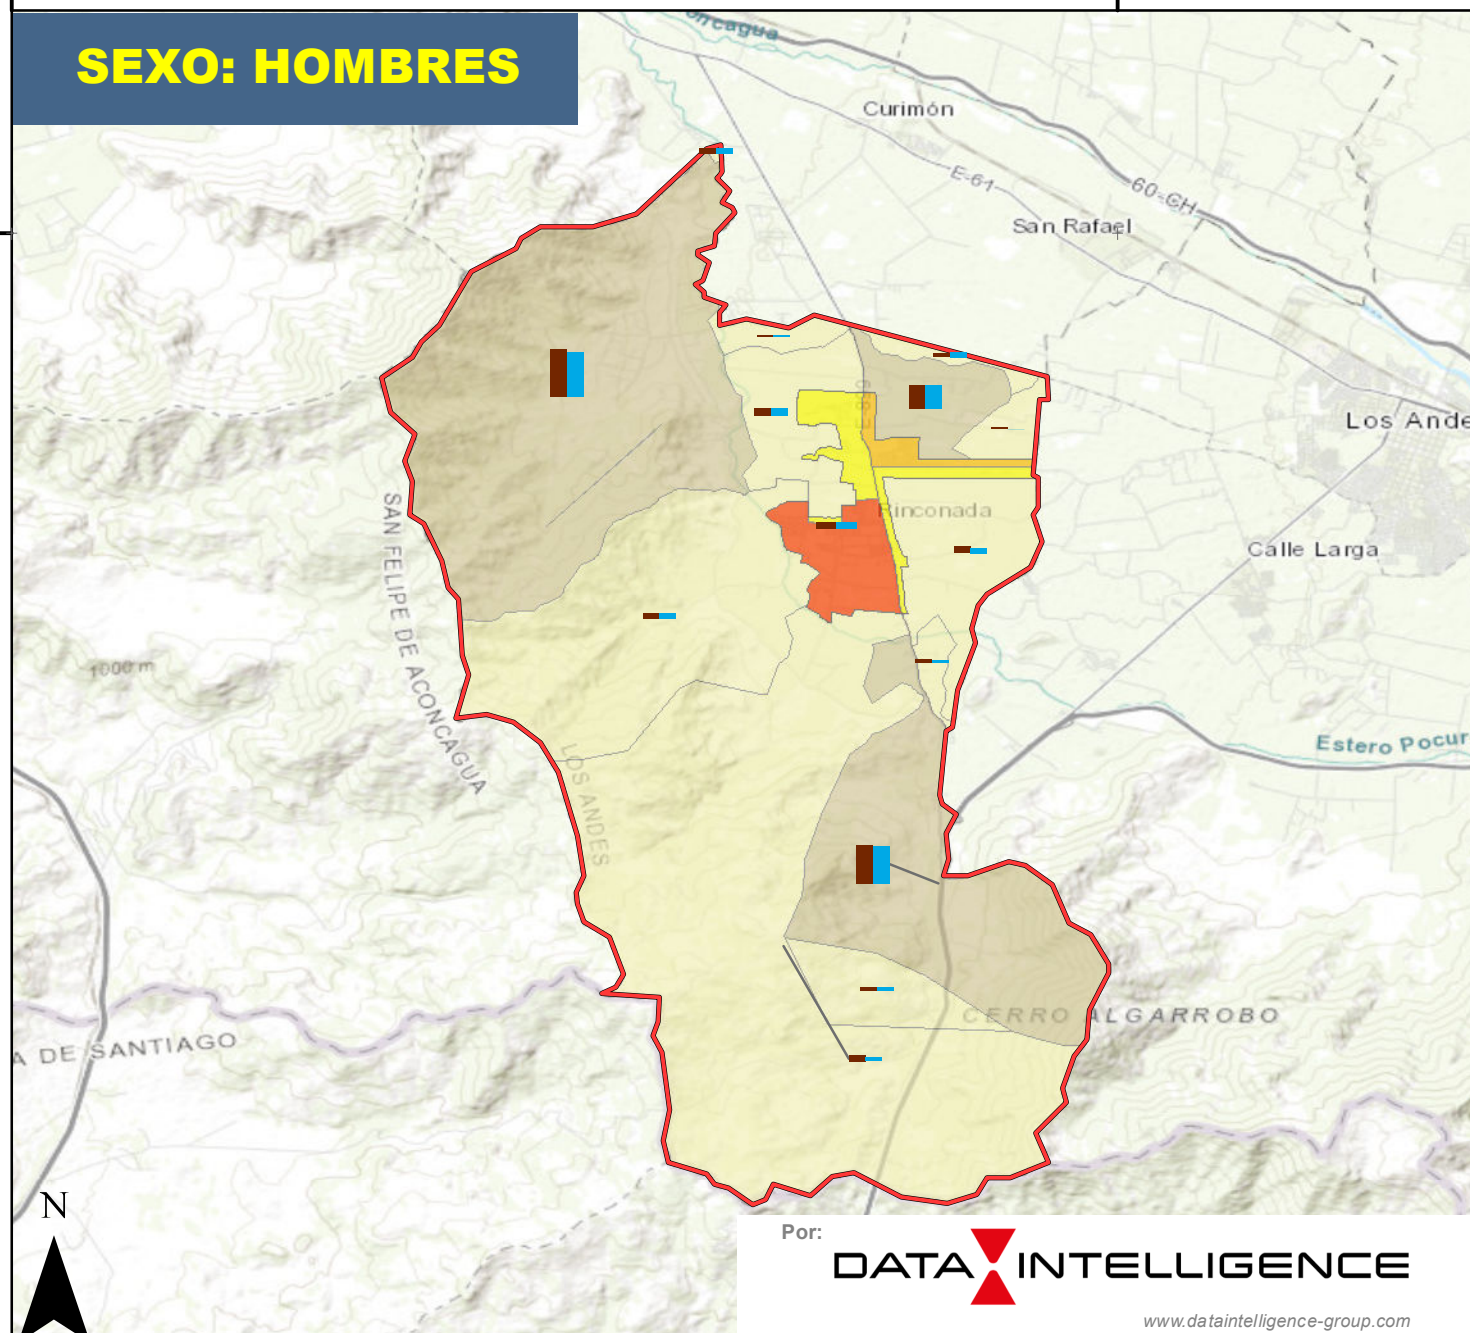 SEXO: HOMBRES
Curimón
E-61
60-CH
San Rafael
Los Ande
Rinconada
Calle Larga
SAN FELIPE DE ACONCAGUA
1000 m
LOS ANDES
Estero Pocur
CERRO ALGARROBO
A DE SANTIAGO
N
Por:
DATA INTELLIGENCE
www.dataintelligence-group.com